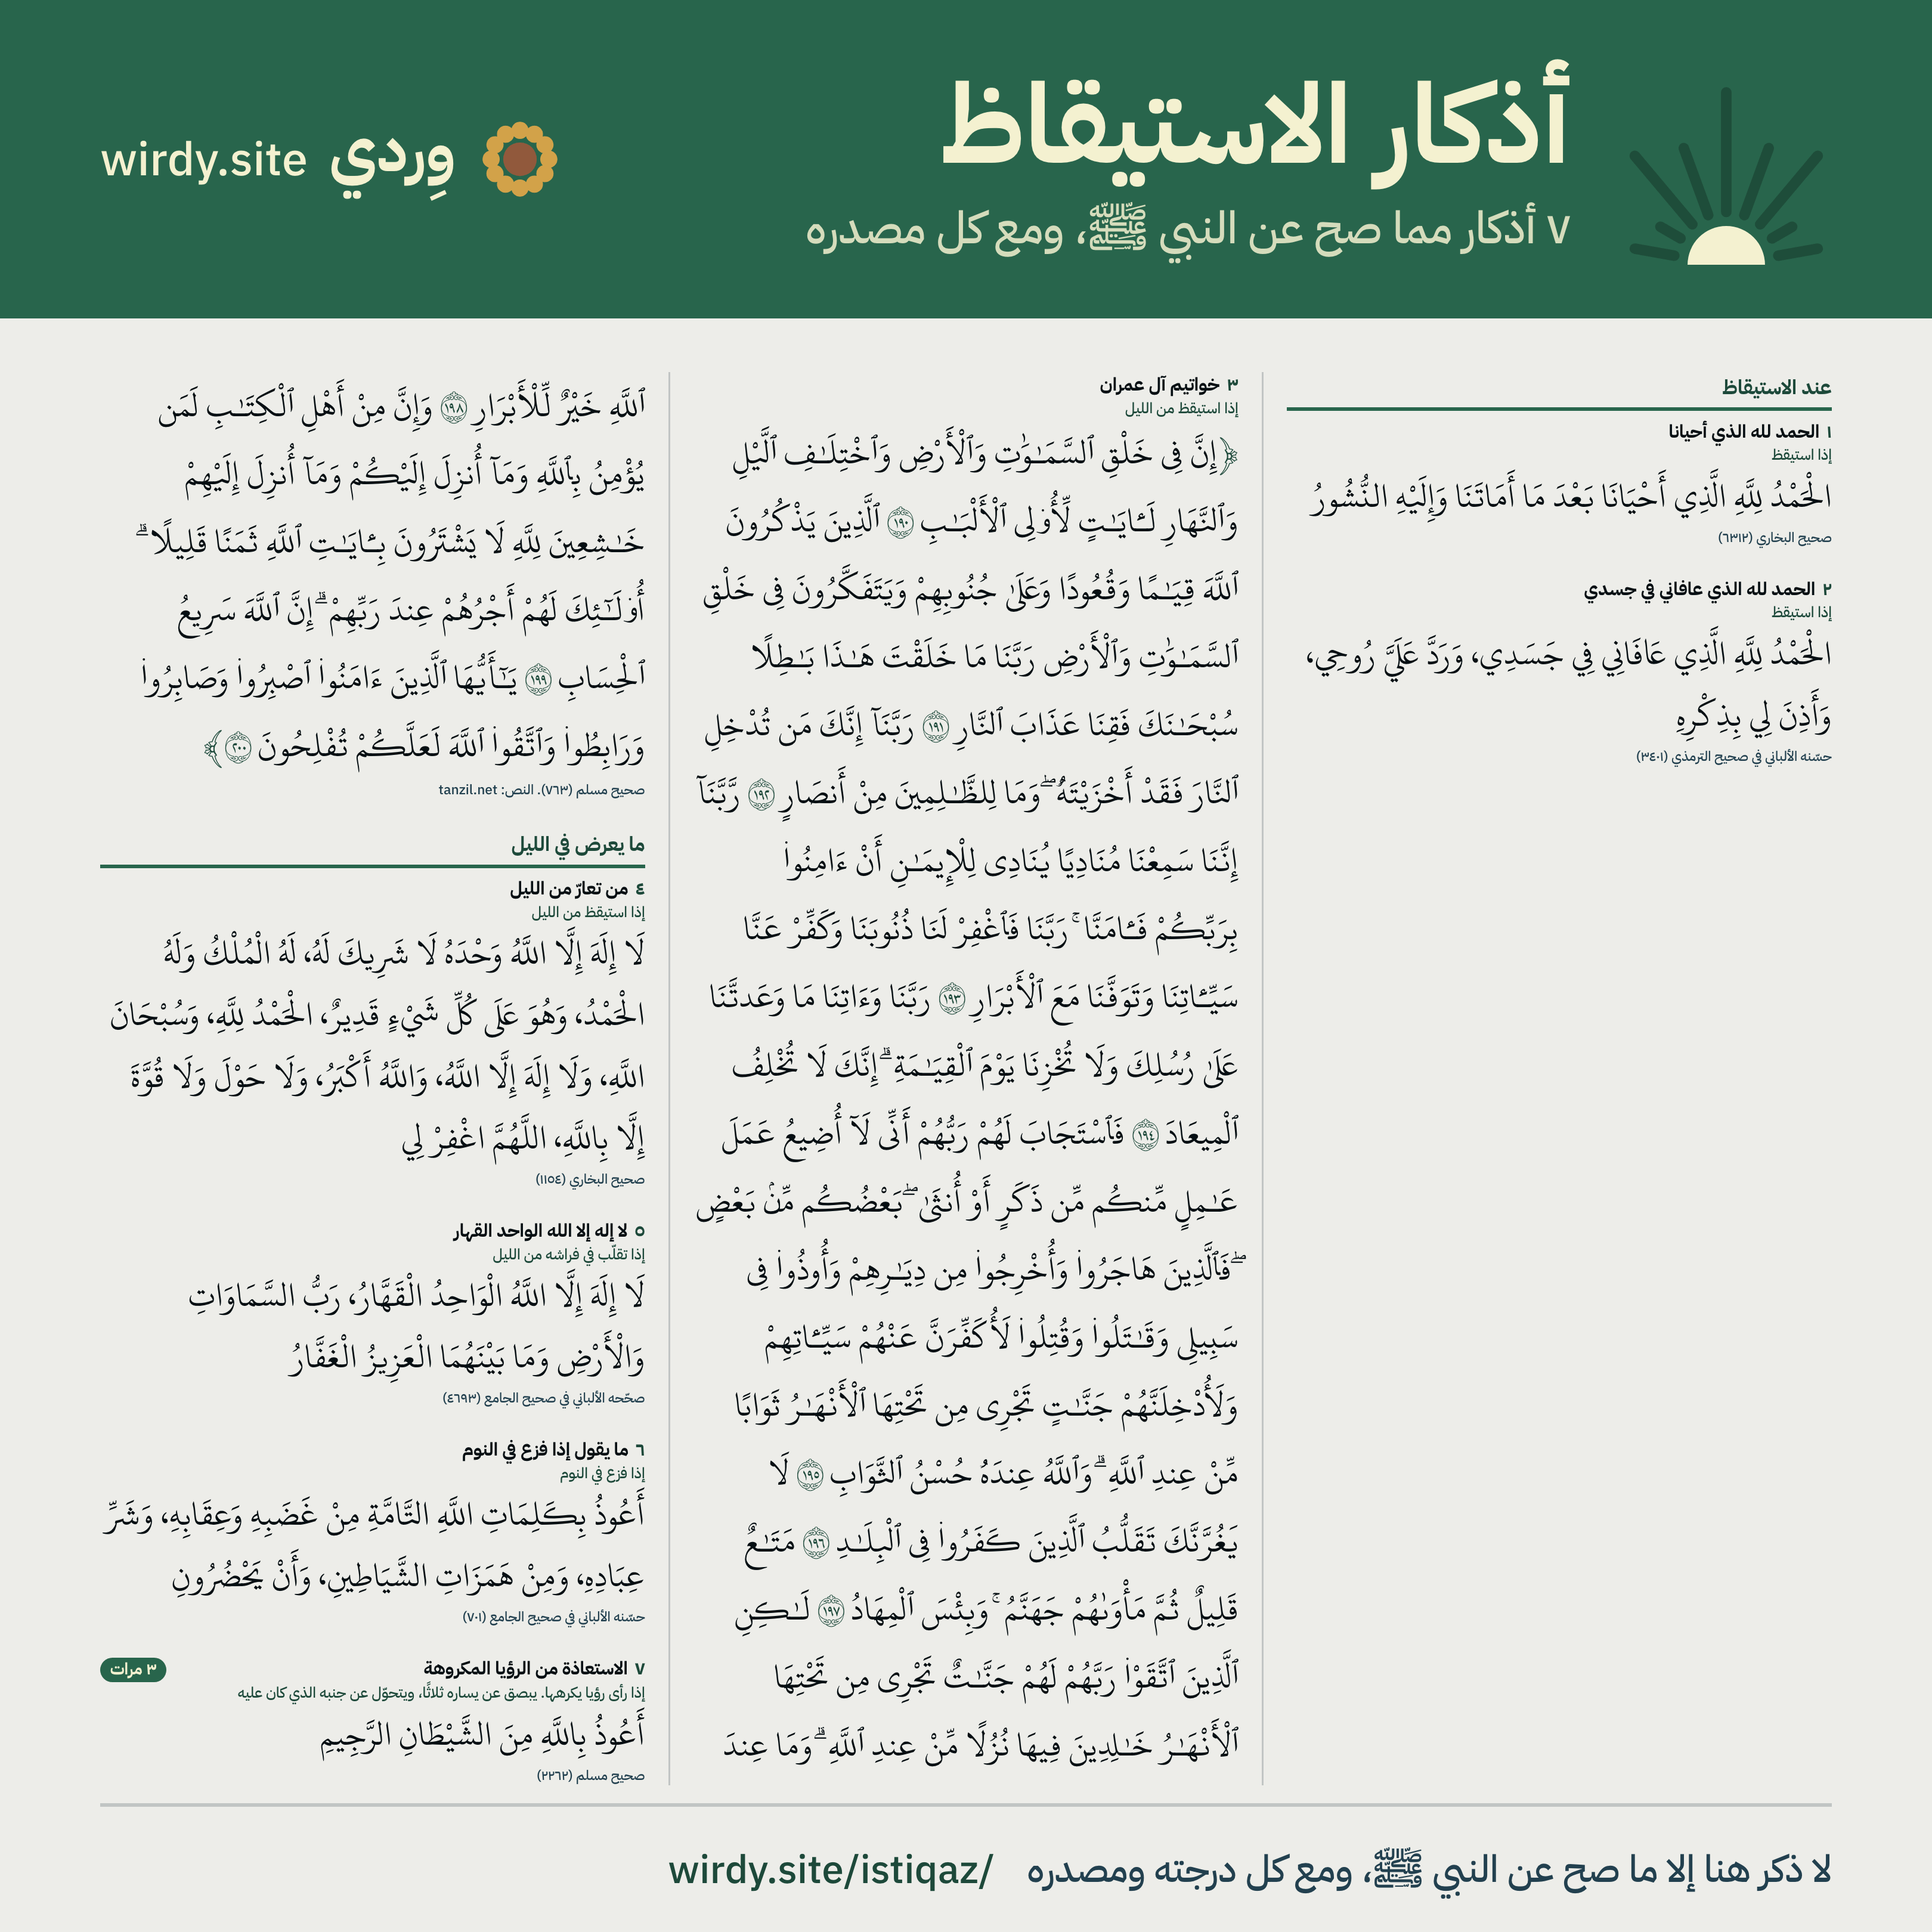 أذكار الاستيقاظ
٧ أذكار مما صح عن النبي ﷺ، ومع كل مصدره
وِردي wirdy.site
عند الاستيقاظ
١ الحمد لله الذي أحيانا
إذا استيقظ
الْحَمْدُ لِلَّهِ الَّذِي أَحْيَانَا بَعْدَ مَا أَمَاتَنَا وَإِلَيْهِ النُّشُورُ
صحيح البخاري (٦٣١٢)
٢ الحمد لله الذي عافاني في جسدي
إذا استيقظ
الْحَمْدُ لِلَّهِ الَّذِي عَافَانِي فِي جَسَدِي، وَرَدَّ عَلَيَّ رُوحِي،
وَأَذِنَ لِي بِذِكْرِهِ
حسّنه الألباني في صحيح الترمذي (٣٤٠١)
٣ خواتيم آل عمران
إذا استيقظ من الليل
﴿إِنَّ فِى خَلْقِ ٱلسَّمَـٰوَٰتِ وَٱلْأَرْضِ وَٱخْتِلَـٰفِ ٱلَّيْلِ
وَٱلنَّهَارِ لَـَٔايَـٰتٍ لِّأُو۟لِى ٱلْأَلْبَـٰبِ ١٩٠ ٱلَّذِينَ يَذْكُرُونَ
ٱللَّهَ قِيَـٰمًا وَقُعُودًا وَعَلَىٰ جُنُوبِهِمْ وَيَتَفَكَّرُونَ فِى خَلْقِ
ٱلسَّمَـٰوَٰتِ وَٱلْأَرْضِ رَبَّنَا مَا خَلَقْتَ هَـٰذَا بَـٰطِلًا
سُبْحَـٰنَكَ فَقِنَا عَذَابَ ٱلنَّارِ ١٩١ رَبَّنَآ إِنَّكَ مَن تُدْخِلِ
ٱلنَّارَ فَقَدْ أَخْزَيْتَهُۥ ۖ وَمَا لِلظَّـٰلِمِينَ مِنْ أَنصَارٍ ١٩٢ رَّبَّنَآ
إِنَّنَا سَمِعْنَا مُنَادِيًا يُنَادِى لِلْإِيمَـٰنِ أَنْ ءَامِنُوا۟
بِرَبِّكُمْ فَـَٔامَنَّا ۚ رَبَّنَا فَٱغْفِرْ لَنَا ذُنُوبَنَا وَكَفِّرْ عَنَّا
سَيِّـَٔاتِنَا وَتَوَفَّنَا مَعَ ٱلْأَبْرَارِ ١٩٣ رَبَّنَا وَءَاتِنَا مَا وَعَدتَّنَا
عَلَىٰ رُسُلِكَ وَلَا تُخْزِنَا يَوْمَ ٱلْقِيَـٰمَةِ ۗ إِنَّكَ لَا تُخْلِفُ
ٱلْمِيعَادَ ١٩٤ فَٱسْتَجَابَ لَهُمْ رَبُّهُمْ أَنِّى لَآ أُضِيعُ عَمَلَ
عَـٰمِلٍ مِّنكُم مِّن ذَكَرٍ أَوْ أُنثَىٰ ۖ بَعْضُكُم مِّنۢ بَعْضٍ
ۖ فَٱلَّذِينَ هَاجَرُوا۟ وَأُخْرِجُوا۟ مِن دِيَـٰرِهِمْ وَأُوذُوا۟ فِى
سَبِيلِى وَقَـٰتَلُوا۟ وَقُتِلُوا۟ لَأُكَفِّرَنَّ عَنْهُمْ سَيِّـَٔاتِهِمْ
وَلَأُدْخِلَنَّهُمْ جَنَّـٰتٍ تَجْرِى مِن تَحْتِهَا ٱلْأَنْهَـٰرُ ثَوَابًا
مِّنْ عِندِ ٱللَّهِ ۗ وَٱللَّهُ عِندَهُۥ حُسْنُ ٱلثَّوَابِ ١٩٥ لَا
يَغُرَّنَّكَ تَقَلُّبُ ٱلَّذِينَ كَفَرُوا۟ فِى ٱلْبِلَـٰدِ ١٩٦ مَتَـٰعٌ
قَلِيلٌ ثُمَّ مَأْوَىٰهُمْ جَهَنَّمُ ۚ وَبِئْسَ ٱلْمِهَادُ ١٩٧ لَـٰكِنِ
ٱلَّذِينَ ٱتَّقَوْا۟ رَبَّهُمْ لَهُمْ جَنَّـٰتٌ تَجْرِى مِن تَحْتِهَا
ٱلْأَنْهَـٰرُ خَـٰلِدِينَ فِيهَا نُزُلًا مِّنْ عِندِ ٱللَّهِ ۗ وَمَا عِندَ
ٱللَّهِ خَيْرٌ لِّلْأَبْرَارِ ١٩٨ وَإِنَّ مِنْ أَهْلِ ٱلْكِتَـٰبِ لَمَن
يُؤْمِنُ بِٱللَّهِ وَمَآ أُنزِلَ إِلَيْكُمْ وَمَآ أُنزِلَ إِلَيْهِمْ
خَـٰشِعِينَ لِلَّهِ لَا يَشْتَرُونَ بِـَٔايَـٰتِ ٱللَّهِ ثَمَنًا قَلِيلًا ۗ
أُو۟لَـٰٓئِكَ لَهُمْ أَجْرُهُمْ عِندَ رَبِّهِمْ ۗ إِنَّ ٱللَّهَ سَرِيعُ
ٱلْحِسَابِ ١٩٩ يَـٰٓأَيُّهَا ٱلَّذِينَ ءَامَنُوا۟ ٱصْبِرُوا۟ وَصَابِرُوا۟
وَرَابِطُوا۟ وَٱتَّقُوا۟ ٱللَّهَ لَعَلَّكُمْ تُفْلِحُونَ ٢٠٠﴾
صحيح مسلم (٧٦٣). النص: tanzil.net
ما يعرض في الليل
٤ من تعارّ من الليل
إذا استيقظ من الليل
لَا إِلَهَ إِلَّا اللَّهُ وَحْدَهُ لَا شَرِيكَ لَهُ، لَهُ الْمُلْكُ وَلَهُ
الْحَمْدُ، وَهُوَ عَلَى كُلِّ شَيْءٍ قَدِيرٌ، الْحَمْدُ لِلَّهِ، وَسُبْحَانَ
اللَّهِ، وَلَا إِلَهَ إِلَّا اللَّهُ، وَاللَّهُ أَكْبَرُ، وَلَا حَوْلَ وَلَا قُوَّةَ
إِلَّا بِاللَّهِ، اللَّهُمَّ اغْفِرْ لِي
صحيح البخاري (١١٥٤)
٥ لا إله إلا الله الواحد القهار
إذا تقلّب في فراشه من الليل
لَا إِلَهَ إِلَّا اللَّهُ الْوَاحِدُ الْقَهَّارُ، رَبُّ السَّمَاوَاتِ
وَالْأَرْضِ وَمَا بَيْنَهُمَا الْعَزِيزُ الْغَفَّارُ
صحّحه الألباني في صحيح الجامع (٤٦٩٣)
٦ ما يقول إذا فزع في النوم
إذا فزع في النوم
أَعُوذُ بِكَلِمَاتِ اللَّهِ التَّامَّةِ مِنْ غَضَبِهِ وَعِقَابِهِ، وَشَرِّ
عِبَادِهِ، وَمِنْ هَمَزَاتِ الشَّيَاطِينِ، وَأَنْ يَحْضُرُونِ
حسّنه الألباني في صحيح الجامع (٧٠١)
٧ الاستعاذة من الرؤيا المكروهة
٣ مرات
إذا رأى رؤيا يكرهها. يبصق عن يساره ثلاثًا، ويتحوّل عن جنبه الذي كان عليه
أَعُوذُ بِاللَّهِ مِنَ الشَّيْطَانِ الرَّجِيمِ
صحيح مسلم (٢٢٦٢)
لا ذكر هنا إلا ما صح عن النبي ﷺ، ومع كل درجته ومصدره
wirdy.site/istiqaz/